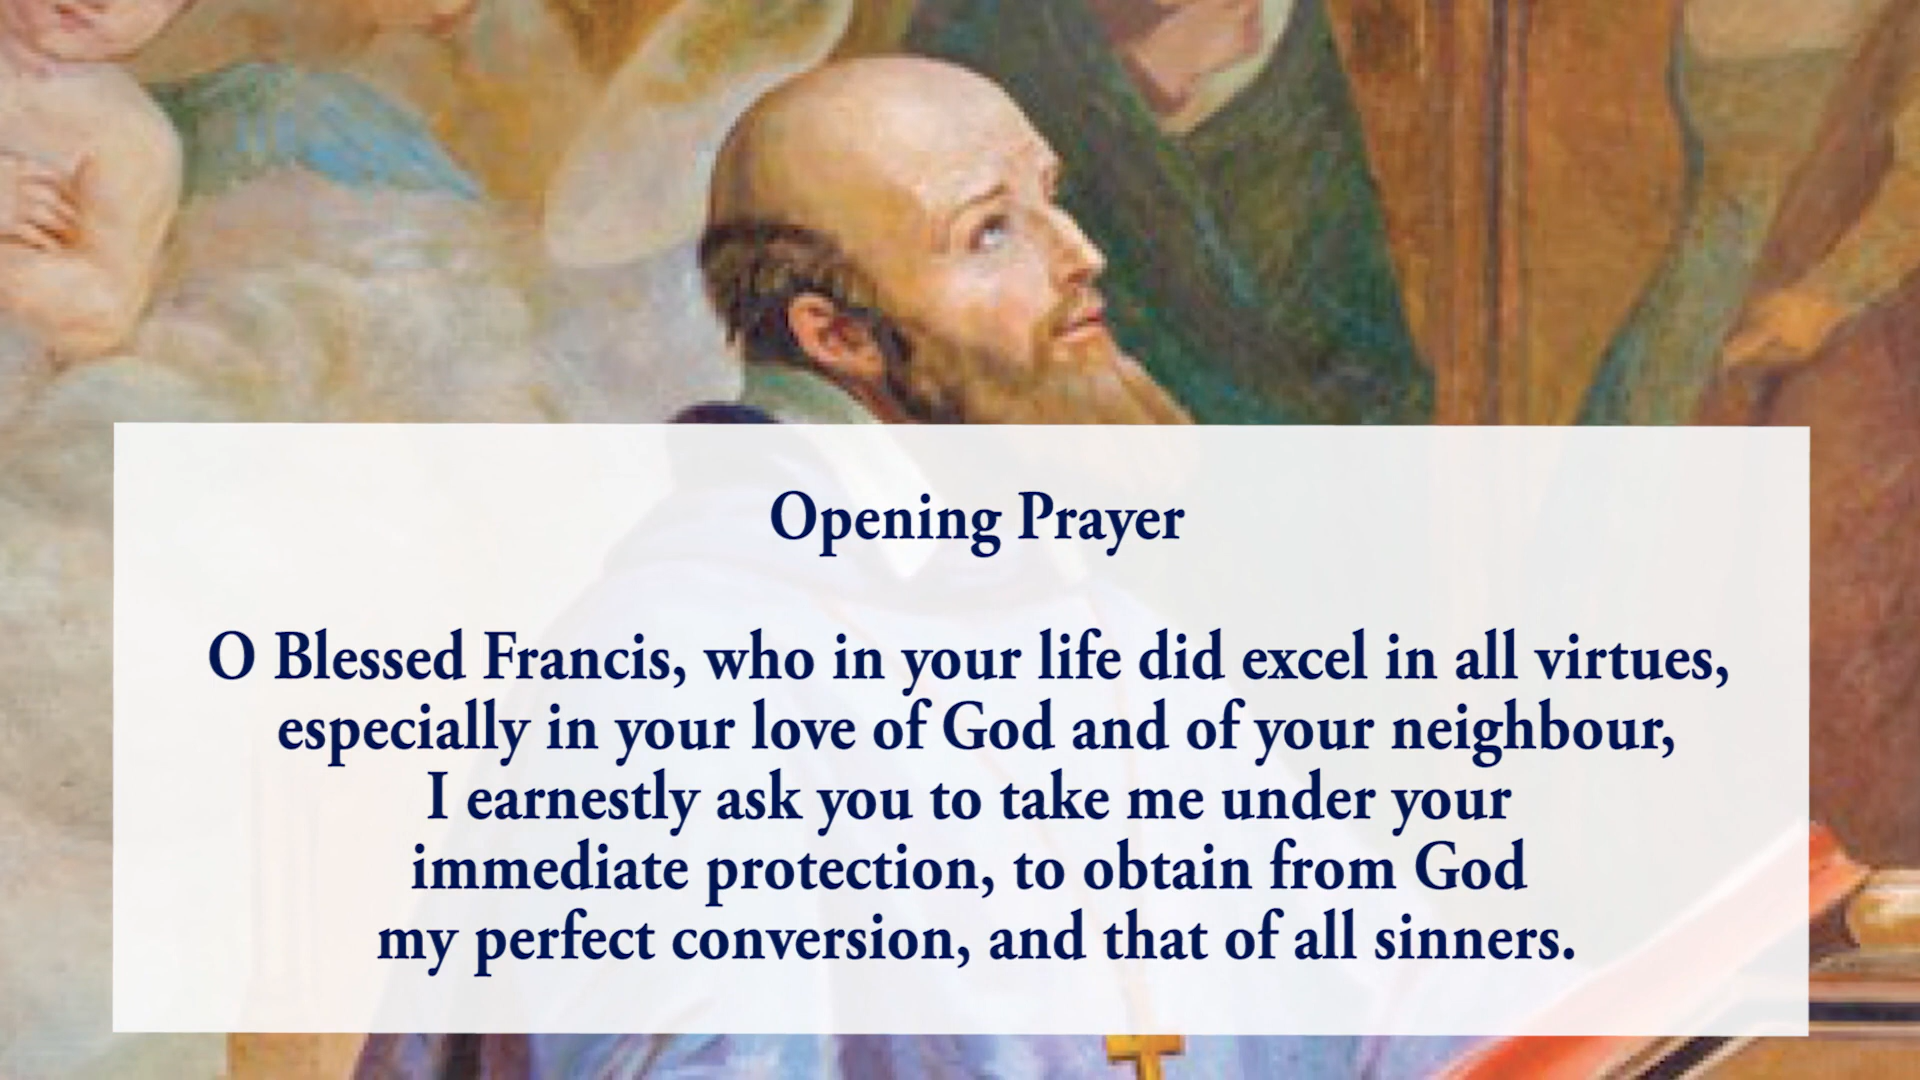 Opening Prayer
O Blessed Francis, who in your life did excel in all virtues,
especially in your love of God and of your neighbour,
I earnestly ask you to take me under your
immediate protection, to obtain from God
my perfect conversion, and that of all sinners.